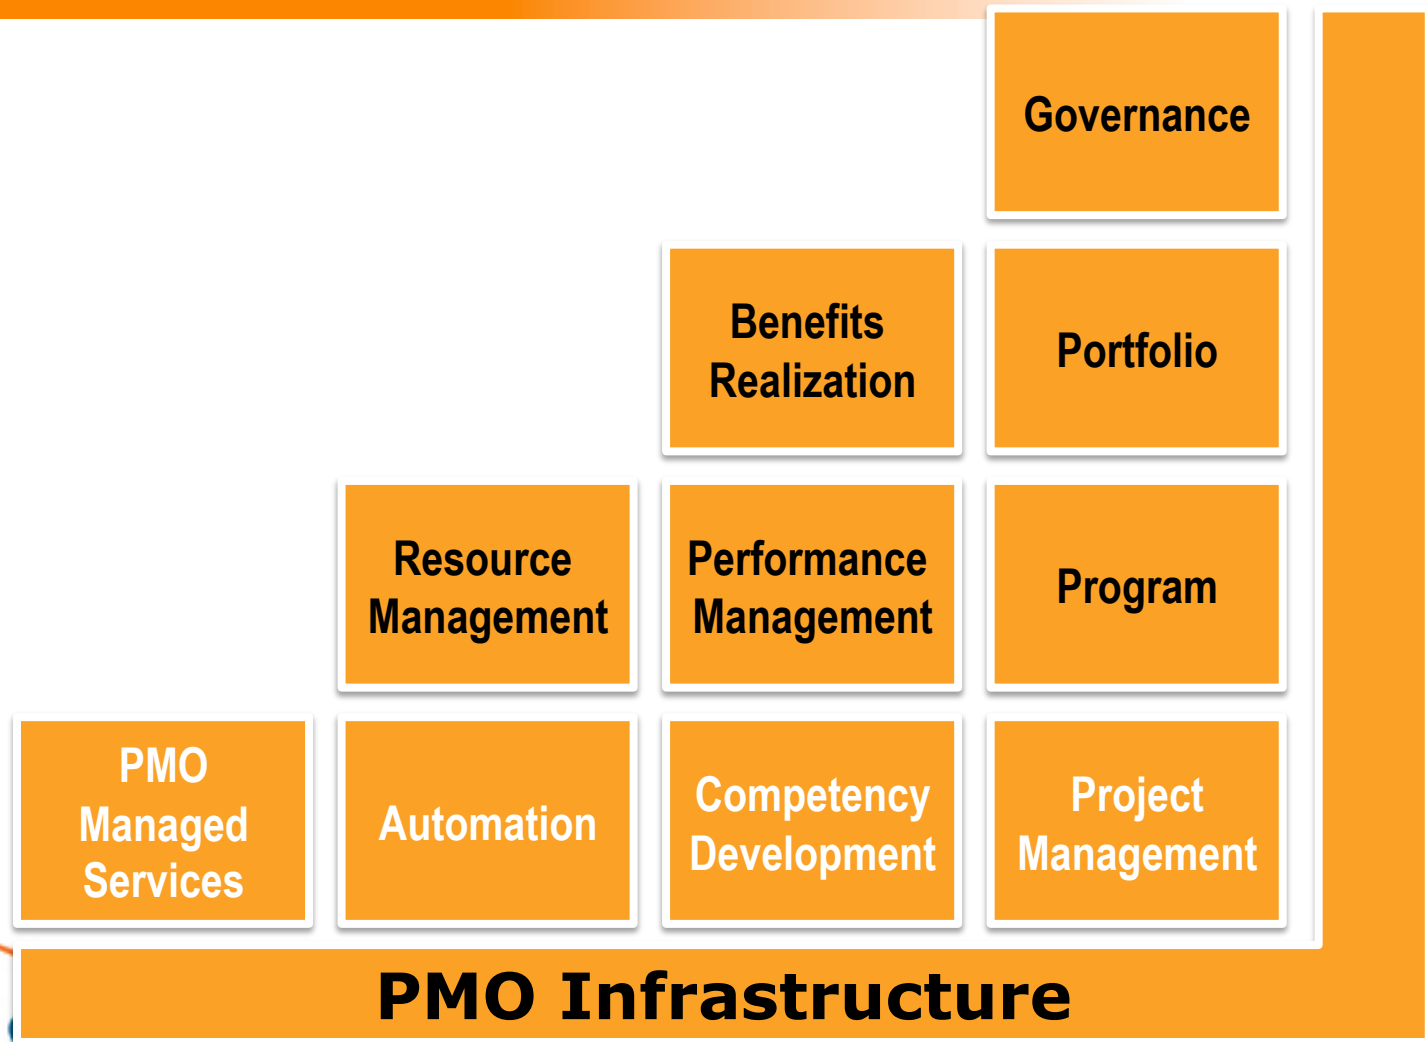 Governance
Benefits
Realization
Portfolio
Resource
Management
Performance
Management
Program
PMO
Managed
Services
Automation
Competency
Development
Project
Management
PMO Infrastructure